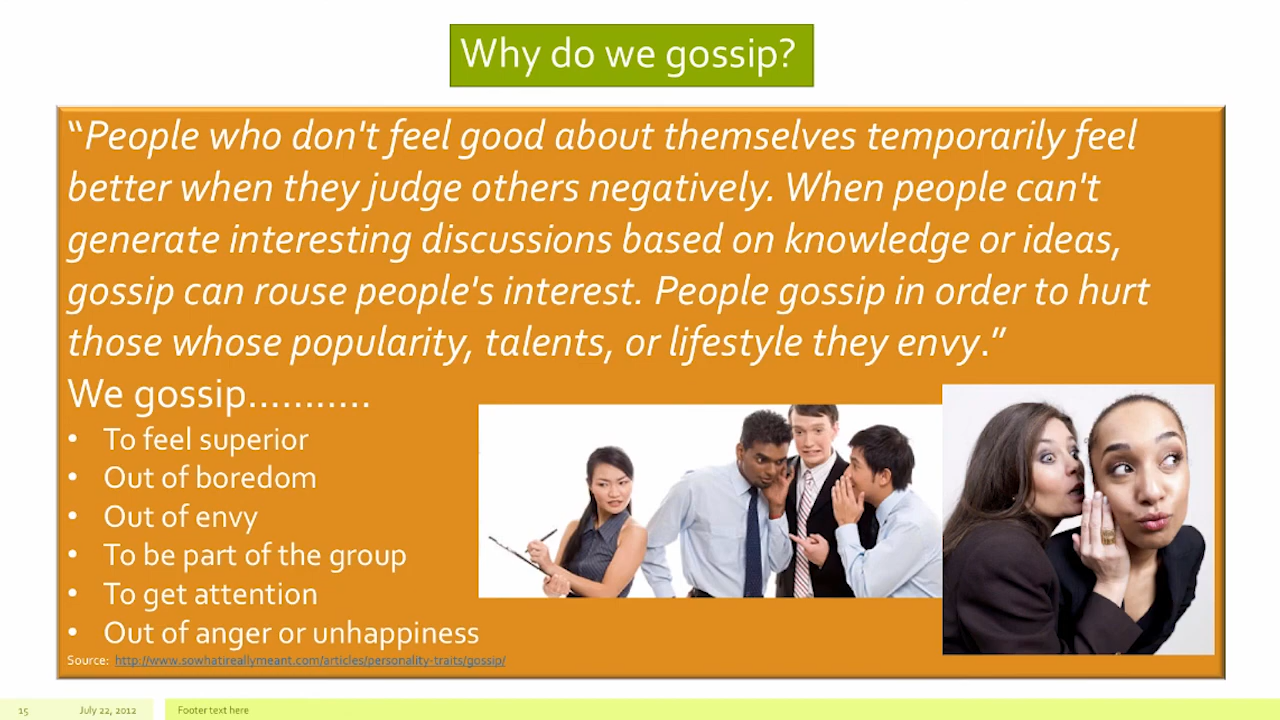 Why do we gossip?
“People who don't feel good about themselves temporarily feel
better when they judge others negatively. When people can't
generate interesting discussions based on knowledge or ideas,
gossip can rouse people's interest. People gossip in order to hurt
those whose popularity, talents, or lifestyle they envy.”
We gossip………..
• To feel superior
• Out of boredom
• Out of envy
• To be part of the group
• To get attention
• Out of anger or unhappiness
Source: http://www.sowhatireallymeant.com/articles/personality-traits/gossip/
15 July 22, 2012 Footer text here